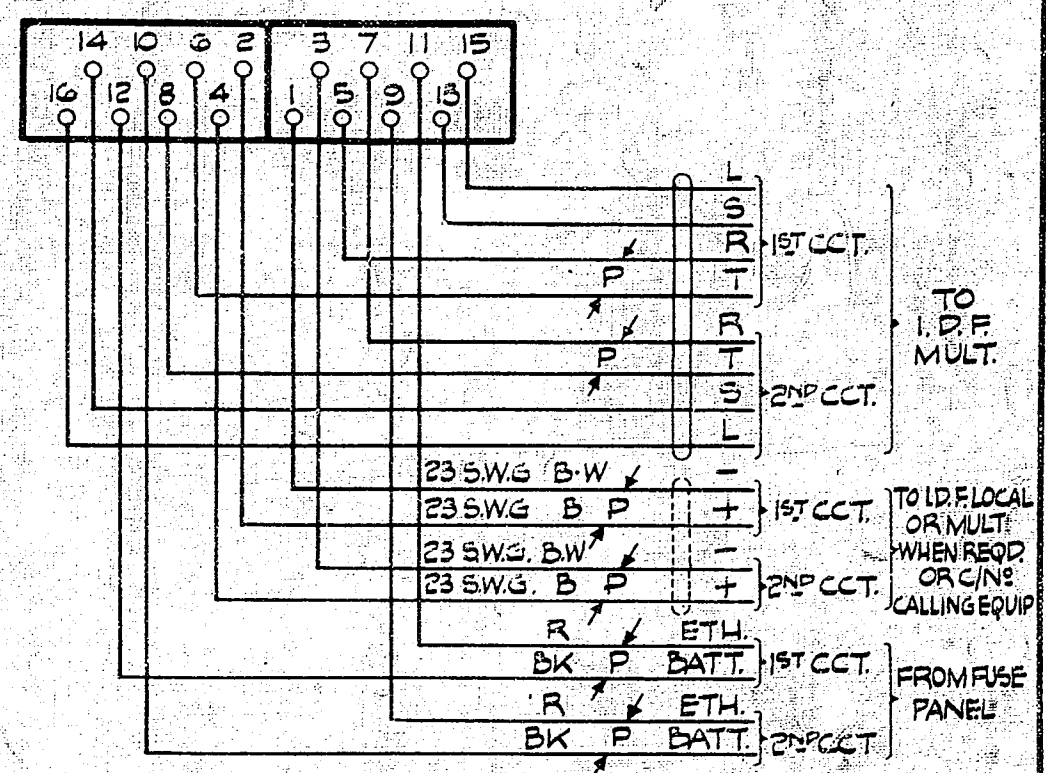 14 10 6 2 3 7 11 15
16 12 8 4 1 5 9 13
L
S
R
P T
1ST CCT.
R
P T
S
L
2ND CCT.
TO
I.D.F.
MULT.
23 S.W.G B-W −
23 S.W.G B P +
1ST CCT.
23 S.W.G. B.W −
23 S.W.G. B P +
2ND CCT.
TO I.D.F. LOCAL
OR MULT
WHEN REQD.
OR C/No
CALLING EQUIP
R ETH.
BK P BATT.
1ST CCT.
R ETH.
BK P BATT.
2ND CCT
FROM FUSE
PANEL